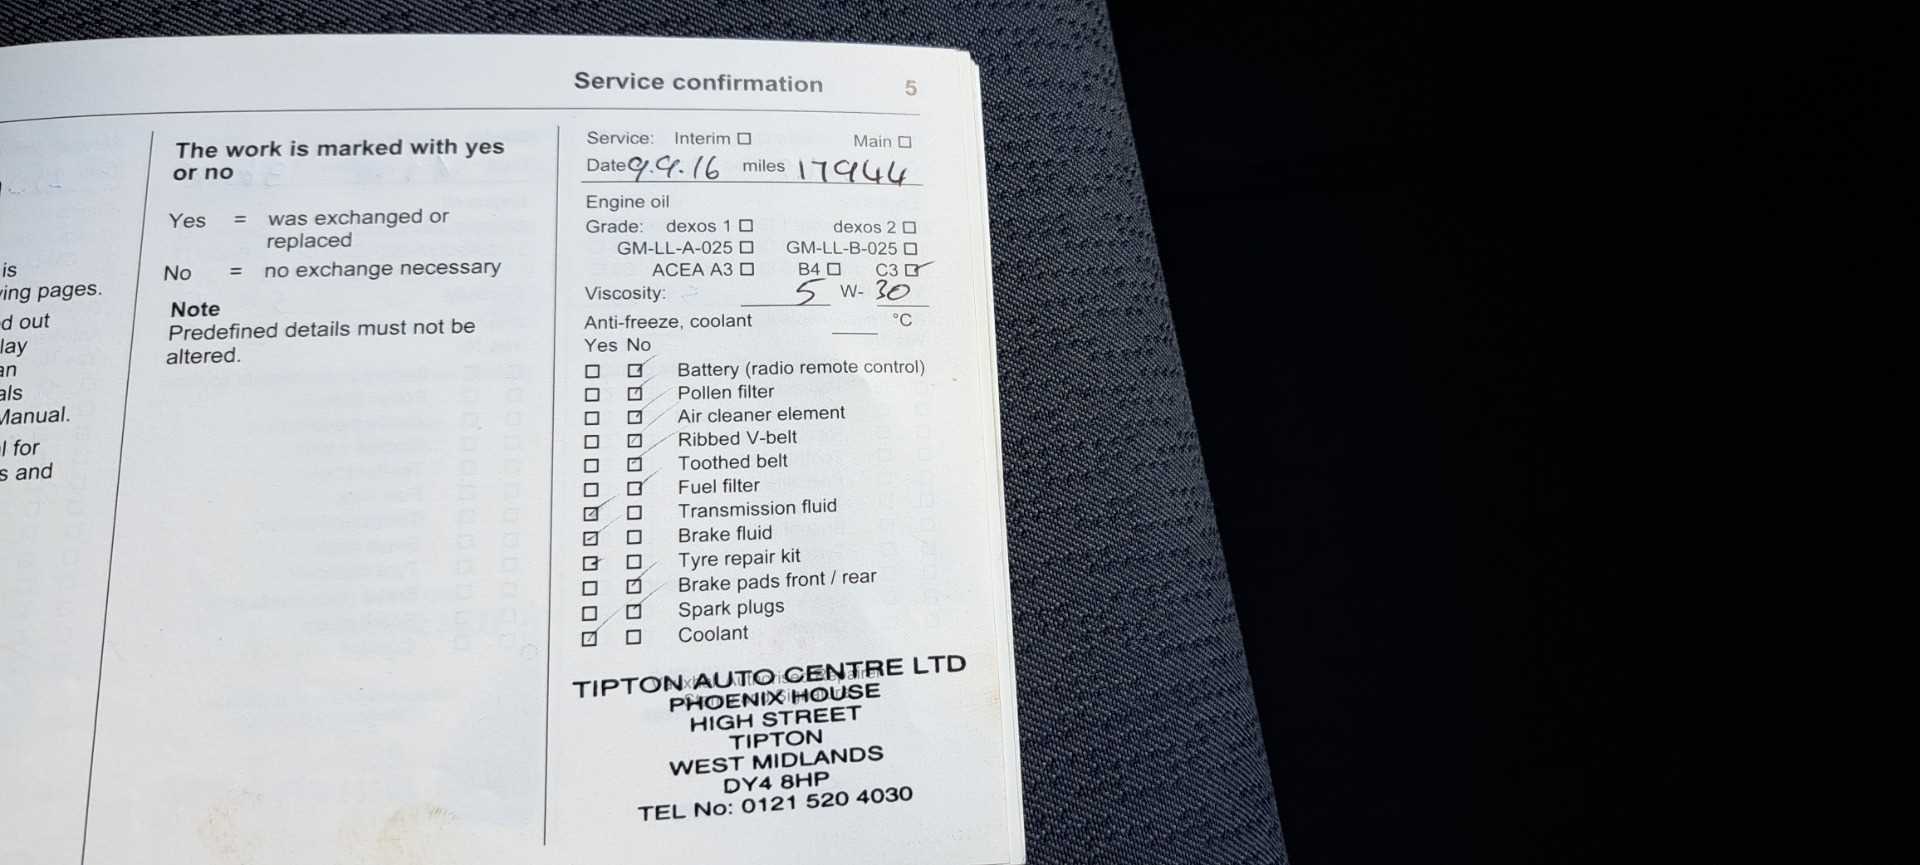 Service confirmation 5
is
ying pages.
d out
lay
an
als
Manual.
l for
s and
The work is marked with yes
or no
Yes = was exchanged or
replaced
No = no exchange necessary
Note
Predefined details must not be
altered.
Service: Interim Main
Date 9.9.16 miles 17944
Engine oil
Grade: dexos 1 dexos 2
GM-LL-A-025 GM-LL-B-025
ACEA A3 B4 C3
Viscosity: 5 W- 30
Anti-freeze, coolant °C
Yes No
Battery (radio remote control)
Pollen filter
Air cleaner element
Ribbed V-belt
Toothed belt
Fuel filter
Transmission fluid
Brake fluid
Tyre repair kit
Brake pads front / rear
Spark plugs
Coolant
TIPTON AUTO CENTRE LTD
PHOENIX HOUSE
HIGH STREET
TIPTON
WEST MIDLANDS
DY4 8HP
TEL No: 0121 520 4030